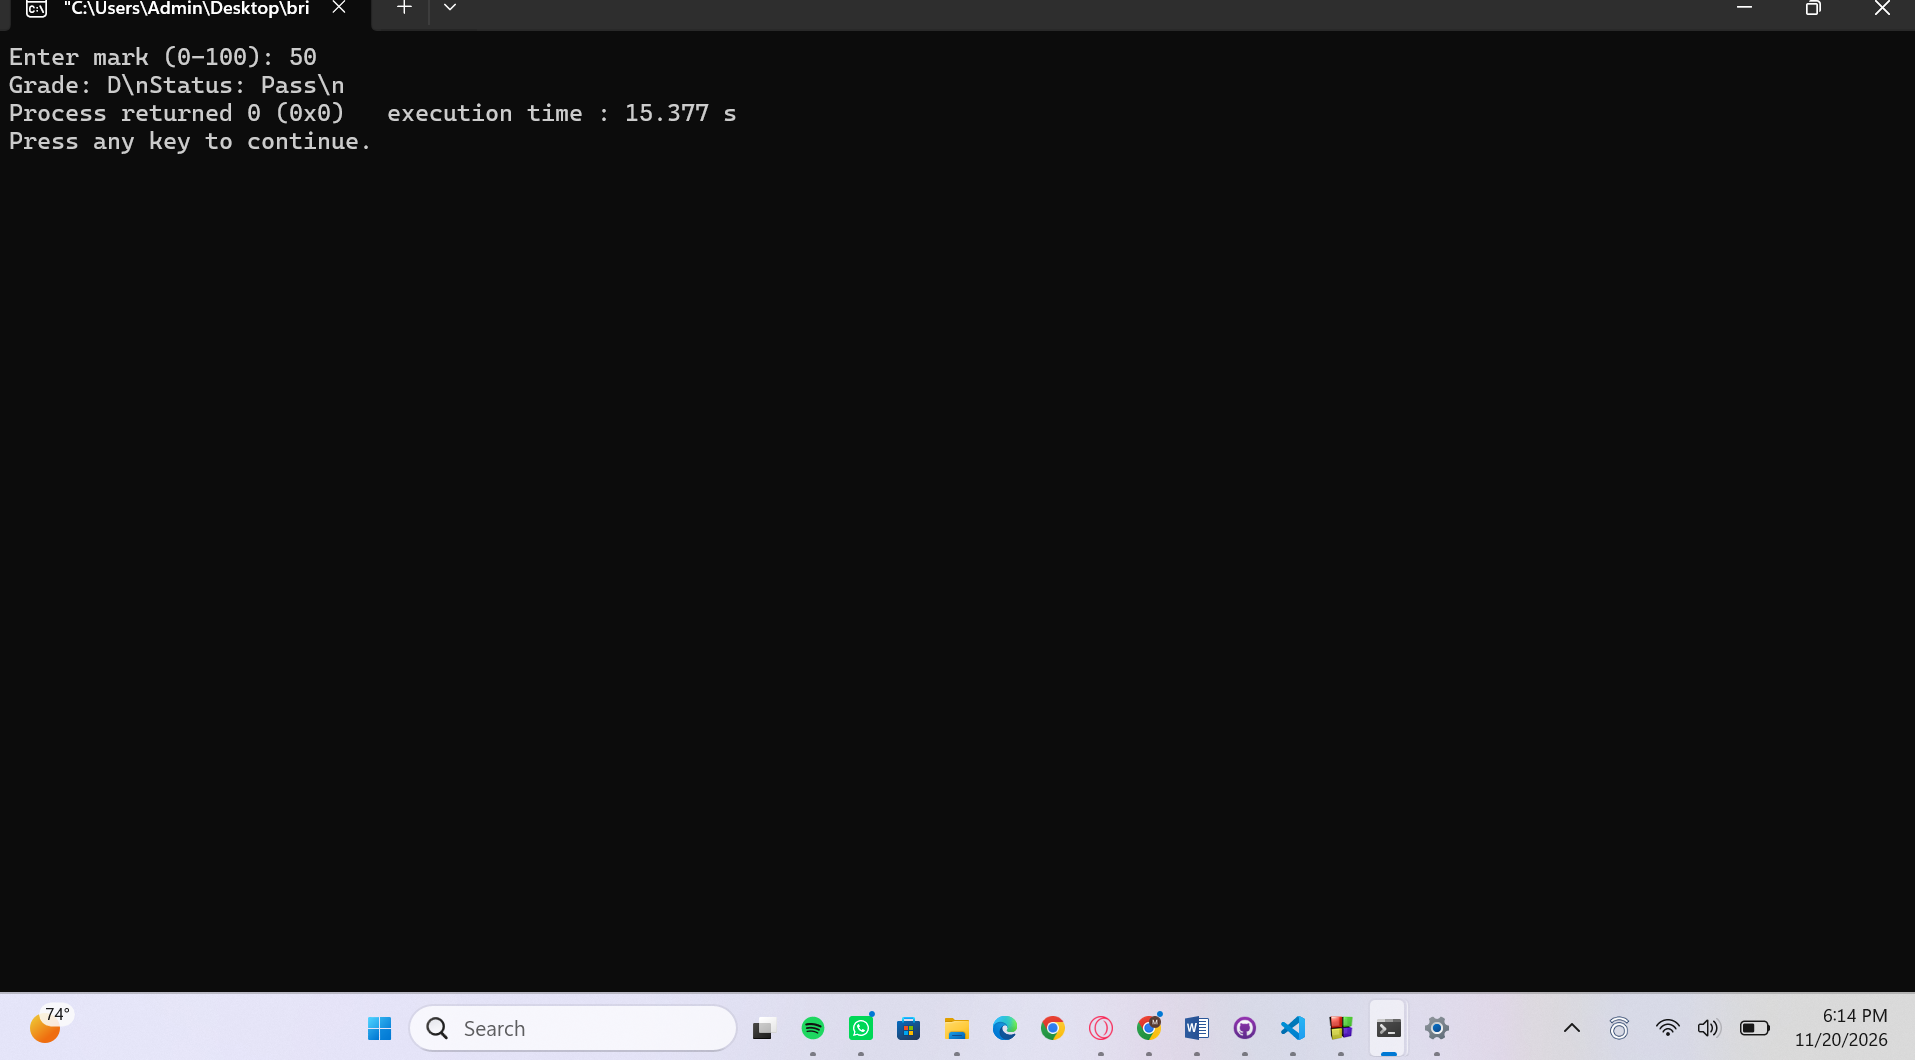 "C:\Users\Admin\Desktop\bri
Enter mark (0-100): 50
Grade: D\nStatus: Pass\n
Process returned 0 (0x0)   execution time : 15.377 s
Press any key to continue.
74°
Search
6:14 PM
11/20/2026